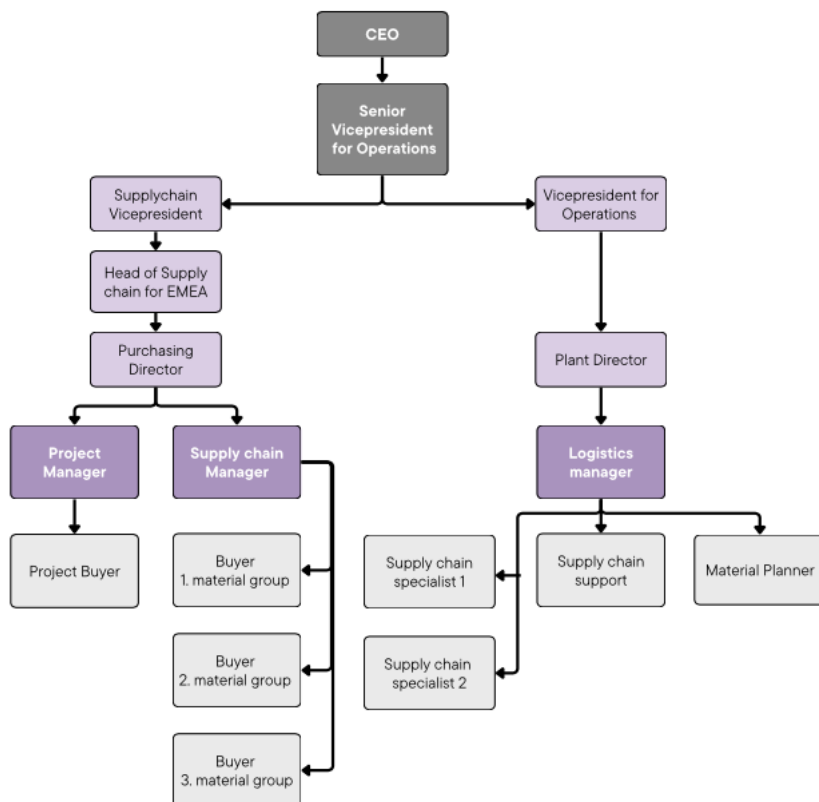 CEO
Senior
Vicepresident
for Operations
Supplychain
Vicepresident
Vicepresident for
Operations
Head of Supply
chain for EMEA
Purchasing
Director
Plant Director
Project
Manager
Supply chain
Manager
Logistics
manager
Project Buyer
Buyer
1. material group
Supply chain
specialist 1
Supply chain
support
Material Planner
Buyer
2. material group
Supply chain
specialist 2
Buyer
3. material group